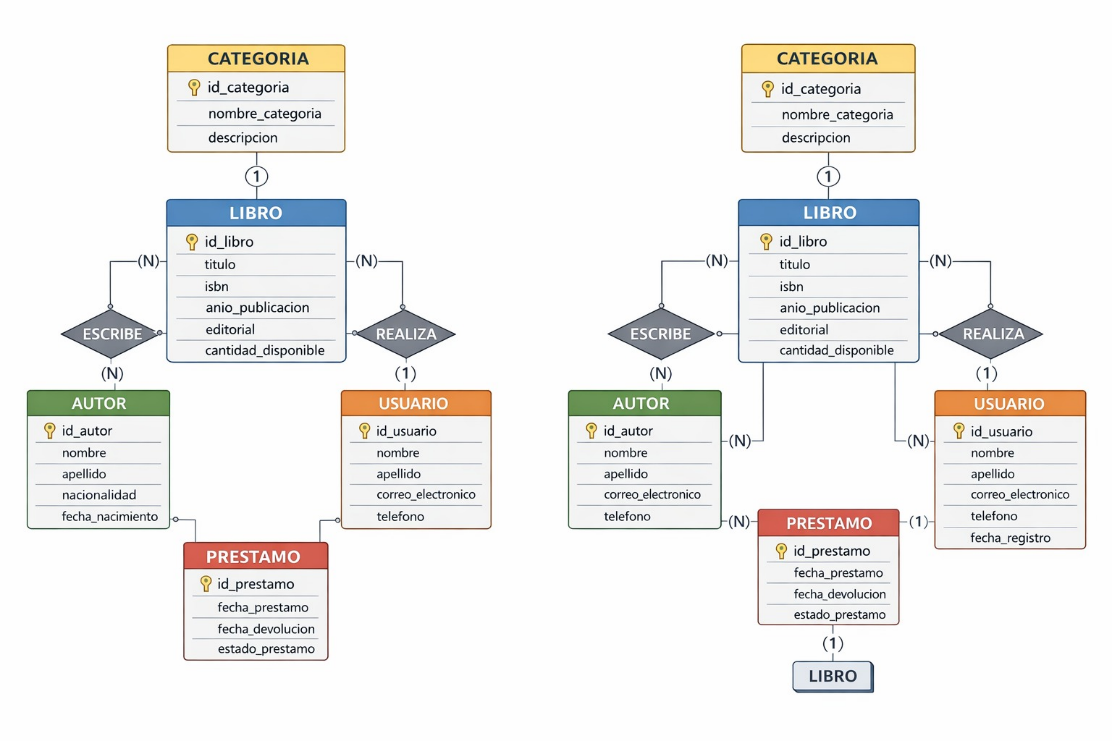 CATEGORIA
id_categoria
nombre_categoria
descripcion
1
LIBRO
id_libro
titulo
isbn
anio_publicacion
editorial
cantidad_disponible
(N)
(N)
ESCRIBE
REALIZA
(N)
(1)
AUTOR
id_autor
nombre
apellido
nacionalidad
fecha_nacimiento
USUARIO
id_usuario
nombre
apellido
correo_electronico
telefono
PRESTAMO
id_prestamo
fecha_prestamo
fecha_devolucion
estado_prestamo
CATEGORIA
id_categoria
nombre_categoria
descripcion
1
LIBRO
id_libro
titulo
isbn
anio_publicacion
editorial
cantidad_disponible
(N)
(N)
ESCRIBE
REALIZA
(N)
(1)
AUTOR
id_autor
nombre
apellido
correo_electronico
telefono
(N)
(N)
USUARIO
id_usuario
nombre
apellido
correo_electronico
telefono
fecha_registro
(N)
(1)
PRESTAMO
id_prestamo
fecha_prestamo
fecha_devolucion
estado_prestamo
(1)
LIBRO